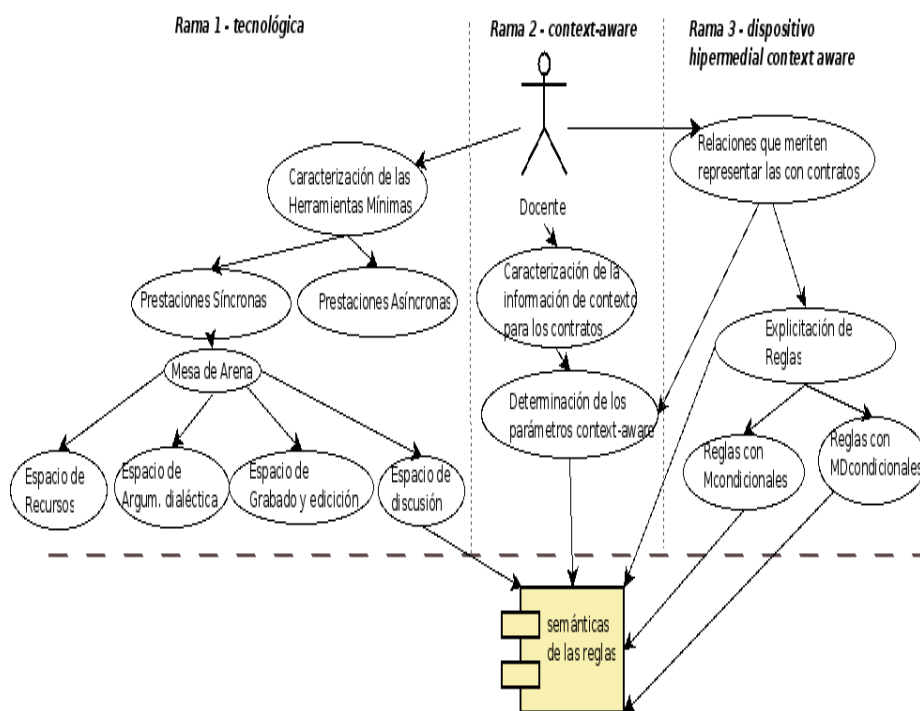 Rama 1 - tecnológica
Rama 2 - context-aware
Rama 3 - dispositivo
hipermedial context aware
Docente
Caracterización de las
Herramientas Mínimas
Relaciones que meriten
representar las con contratos
Prestaciones Síncronas
Prestaciones Asíncronas
Caracterización de la
información de contexto
para los contratos
Explicitación de
Reglas
Mesa de Arena
Determinación de los
parámetros context-aware
Espacio de
Recursos
Espacio de
Argum. dialéctica
Espacio de
Grabado y edicición
Espacio de
discusión
Reglas con
Mcondicionales
Reglas con
MDcondicionales
semánticas
de las reglas